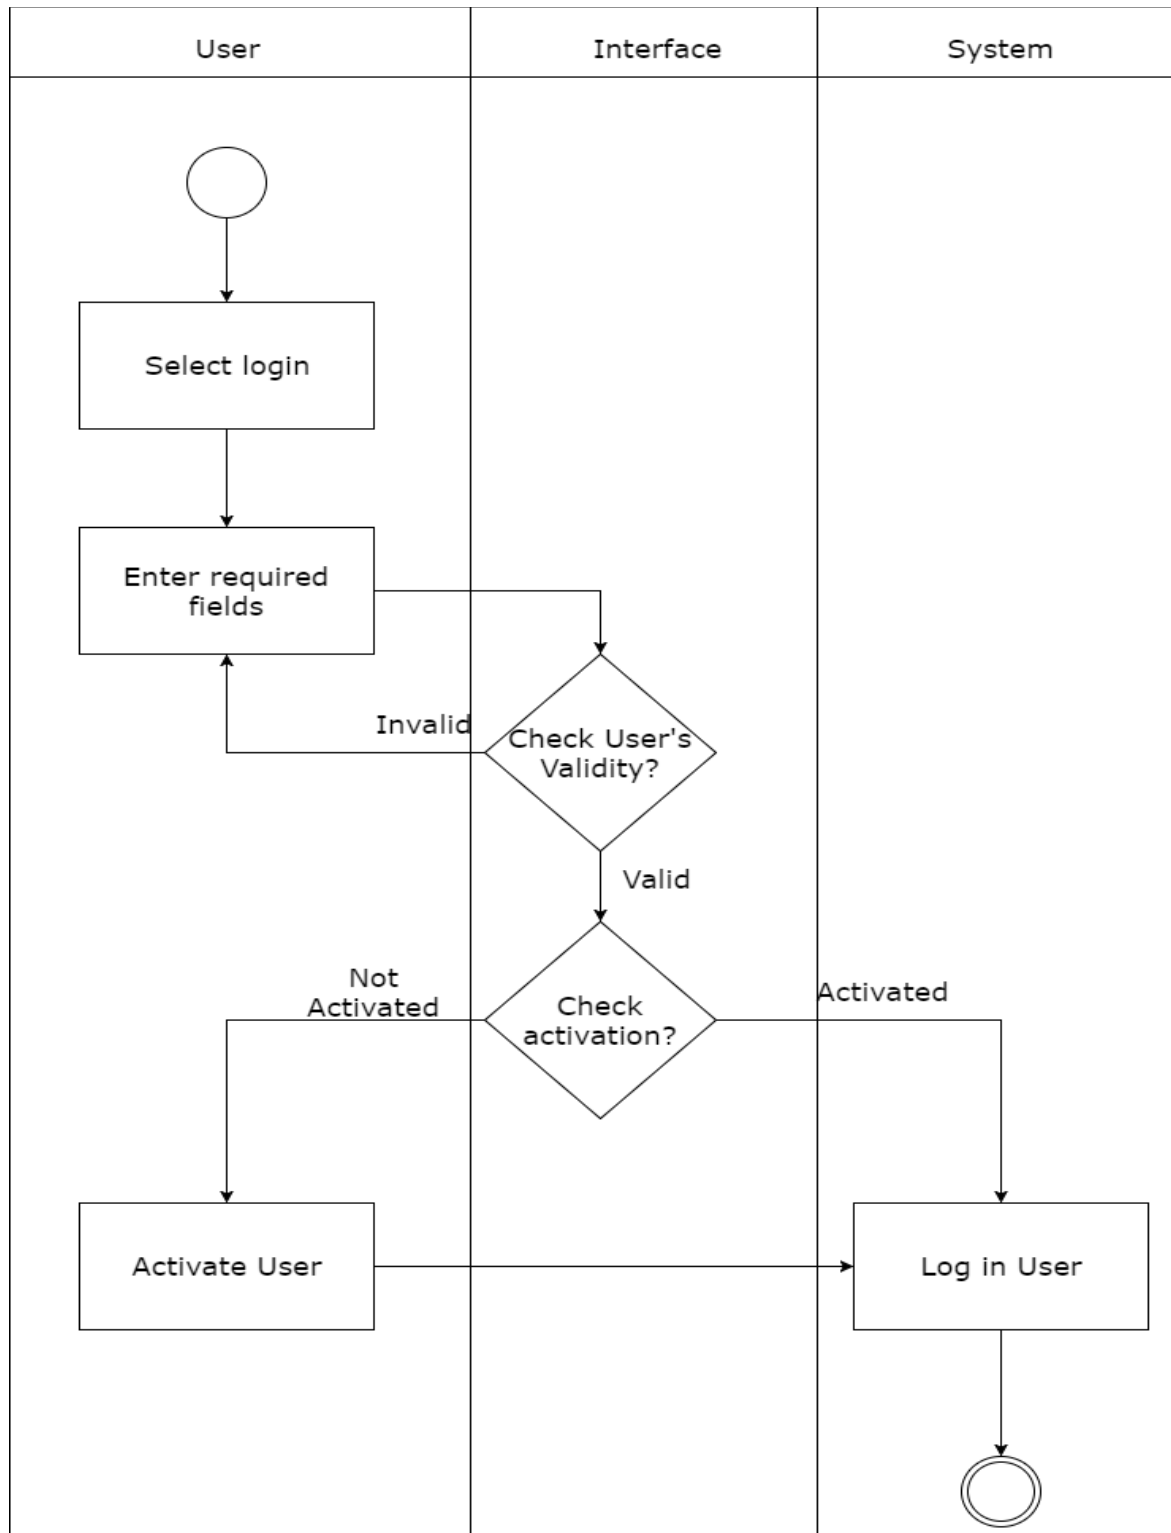 User
Interface
System
Select login
Enter required
fields
Invalid
Check User's
Validity?
Valid
Not
Activated
Activated
Check
activation?
Activate User
Log in User